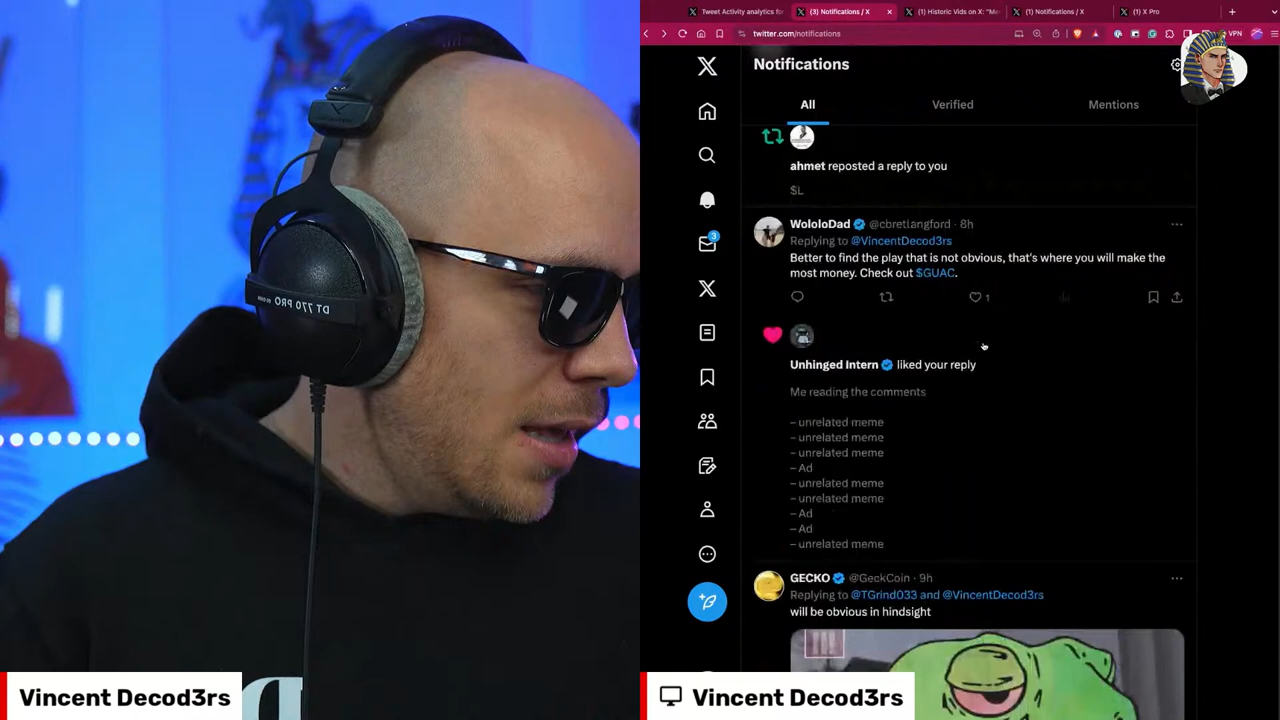 Tweet Activity analytics for
(3) Notifications / X
(1) Historic Vids on X: "Me
(1) Notifications / X
(1) X Pro
twitter.com/notifications
VPN
Notifications
All
Verified
Mentions
ahmet reposted a reply to you
$L
WololoDad @cbretlangford · 8h
Replying to @VincentDecod3rs
Better to find the play that is not obvious, that's where you will make the
most money. Check out $GUAC.
1
3
Unhinged Intern liked your reply
Me reading the comments
– unrelated meme
– unrelated meme
– unrelated meme
– Ad
– unrelated meme
– unrelated meme
– Ad
– Ad
– unrelated meme
GECKO @GeckCoin · 9h
Replying to @TGrind033 and @VincentDecod3rs
will be obvious in hindsight
DT 770 PRO
Vincent Decod3rs
Vincent Decod3rs